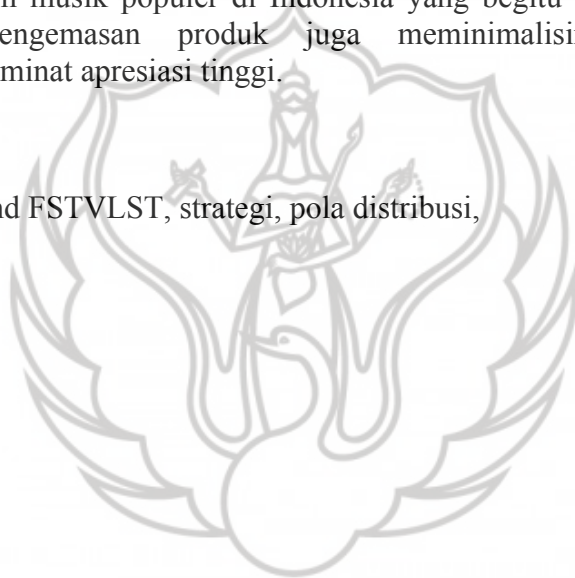 musik populer di Indonesia yang begitu
engemasan produk juga meminimalisi
minat apresiasi tinggi.
nd FSTVLST, strategi, pola distribusi,